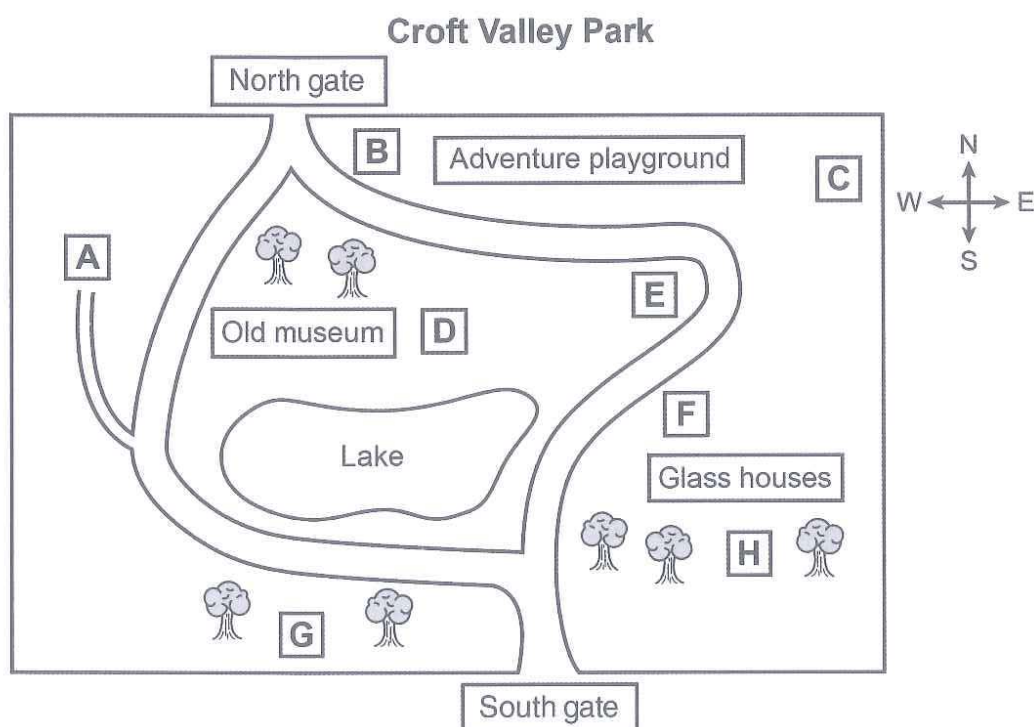 Croft Valley Park
North gate
B
Adventure playground
C
N
W E
S
A
E
Old museum
D
F
Lake
Glass houses
H
G
South gate